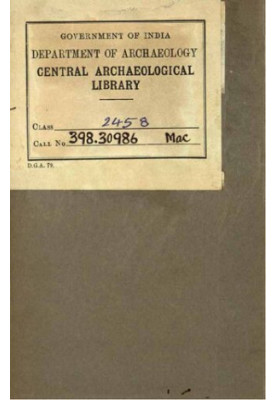 GOVERNMENT OF INDIA
DEPARTMENT OF ARCHAEOLOGY
CENTRAL ARCHAEOLOGICAL
LIBRARY
CLASS 2458
CALL No. 398.30986 Mac
D.G.A. 79.